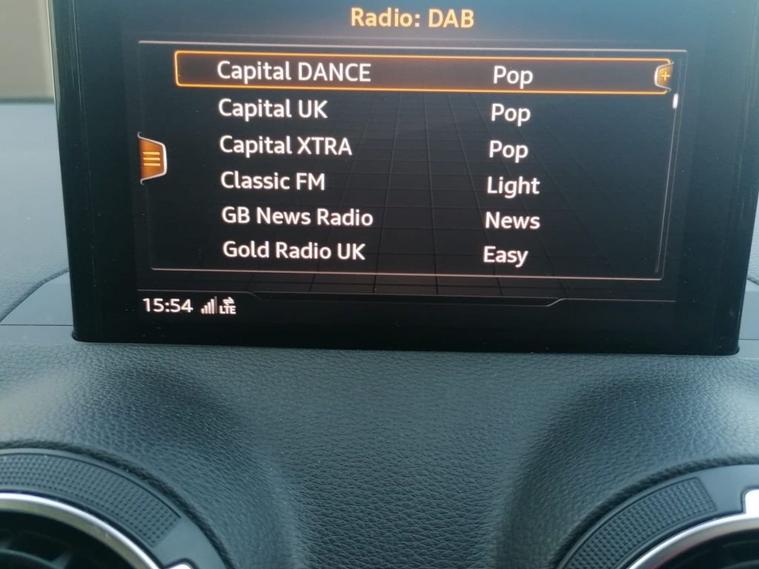 Radio: DAB
Capital DANCE Pop
Capital UK Pop
Capital XTRA Pop
Classic FM Light
GB News Radio News
Gold Radio UK Easy
15:54 LTE